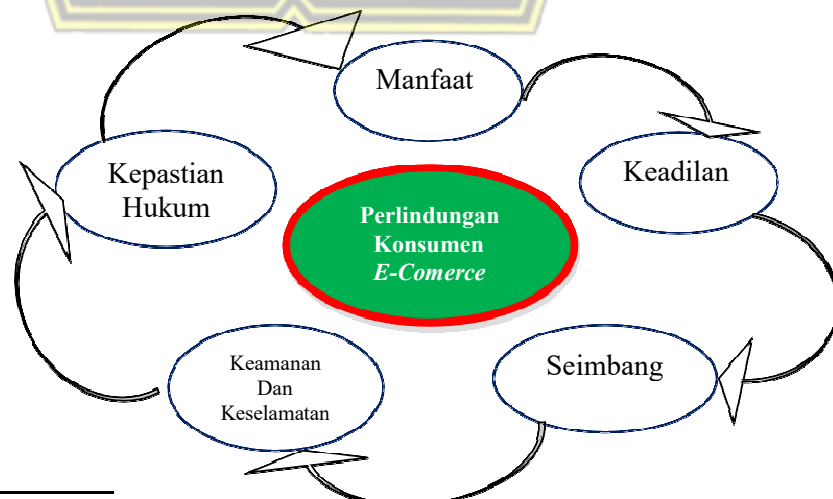 Manfaat
Keadilan
Seimbang
Keamanan
Dan
Keselamatan
Kepastian
Hukum
Perlindungan
Konsumen
E-Comerce